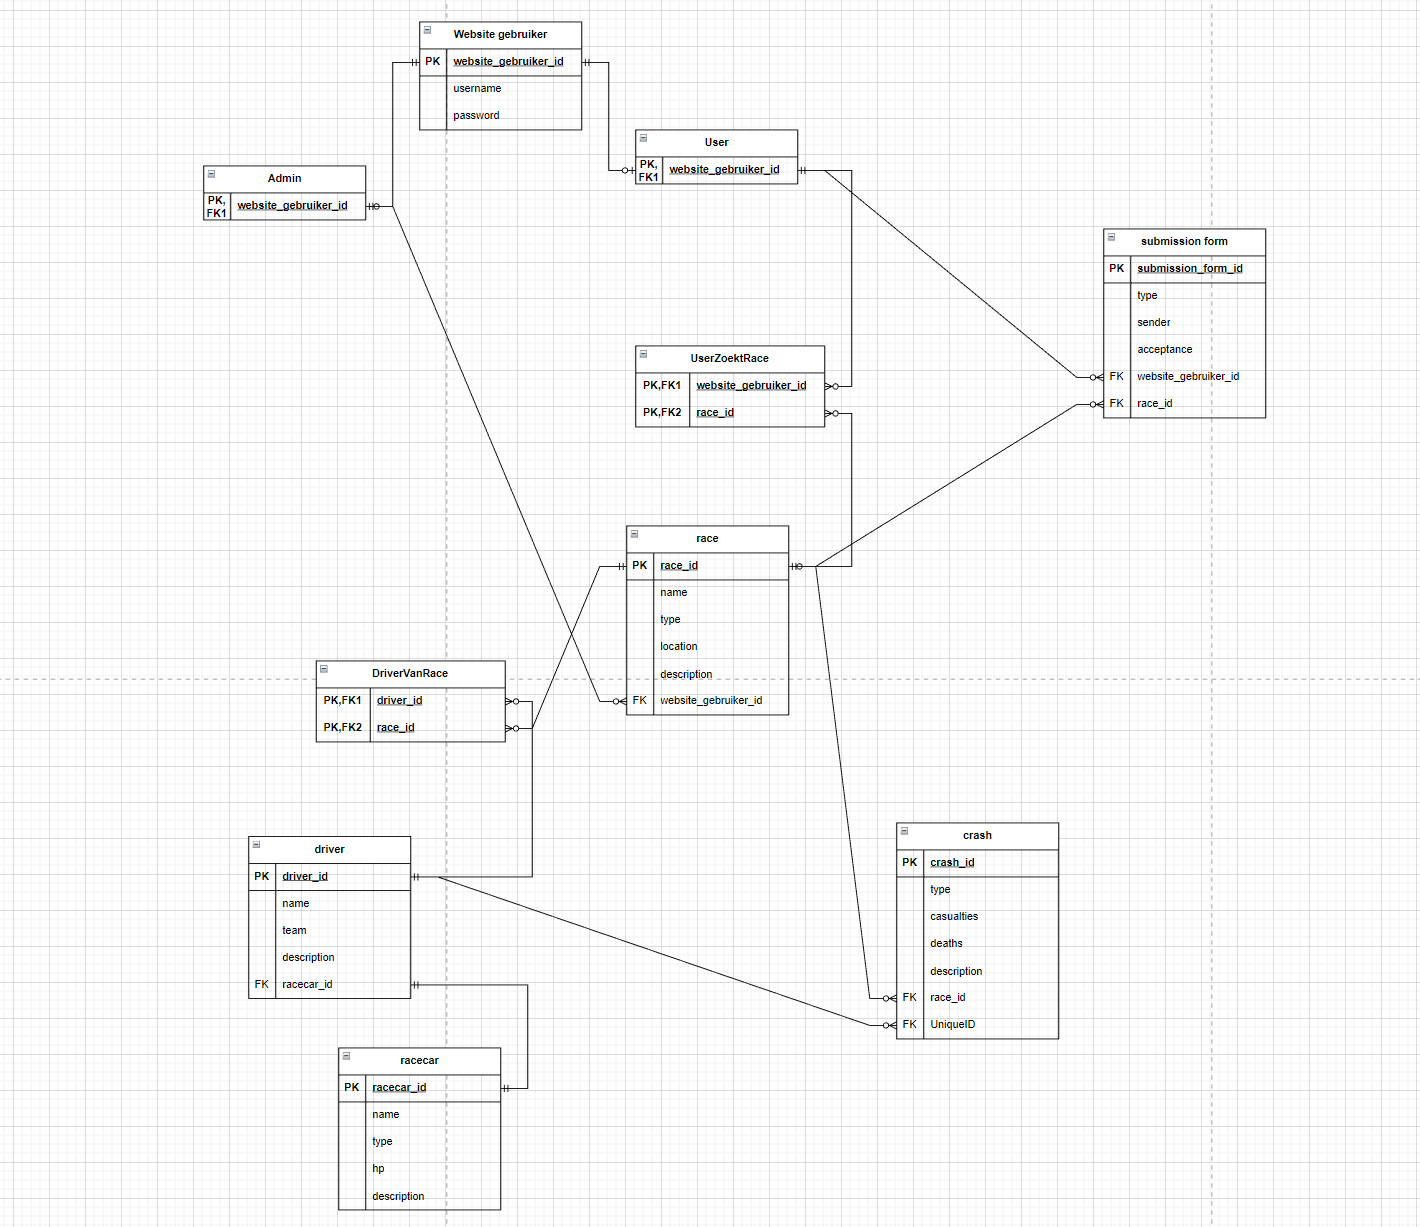 Website gebruiker
PK website_gebruiker_id
username
password
User
PK,
FK1 website_gebruiker_id
Admin
PK,
FK1 website_gebruiker_id
submission form
PK submission_form_id
type
sender
acceptance
FK website_gebruiker_id
FK race_id
UserZoektRace
PK,FK1 website_gebruiker_id
PK,FK2 race_id
race
PK race_id
name
type
location
description
FK website_gebruiker_id
DriverVanRace
PK,FK1 driver_id
PK,FK2 race_id
driver
PK driver_id
name
team
description
FK racecar_id
crash
PK crash_id
type
casualties
deaths
description
FK race_id
FK UniqueID
racecar
PK racecar_id
name
type
hp
description